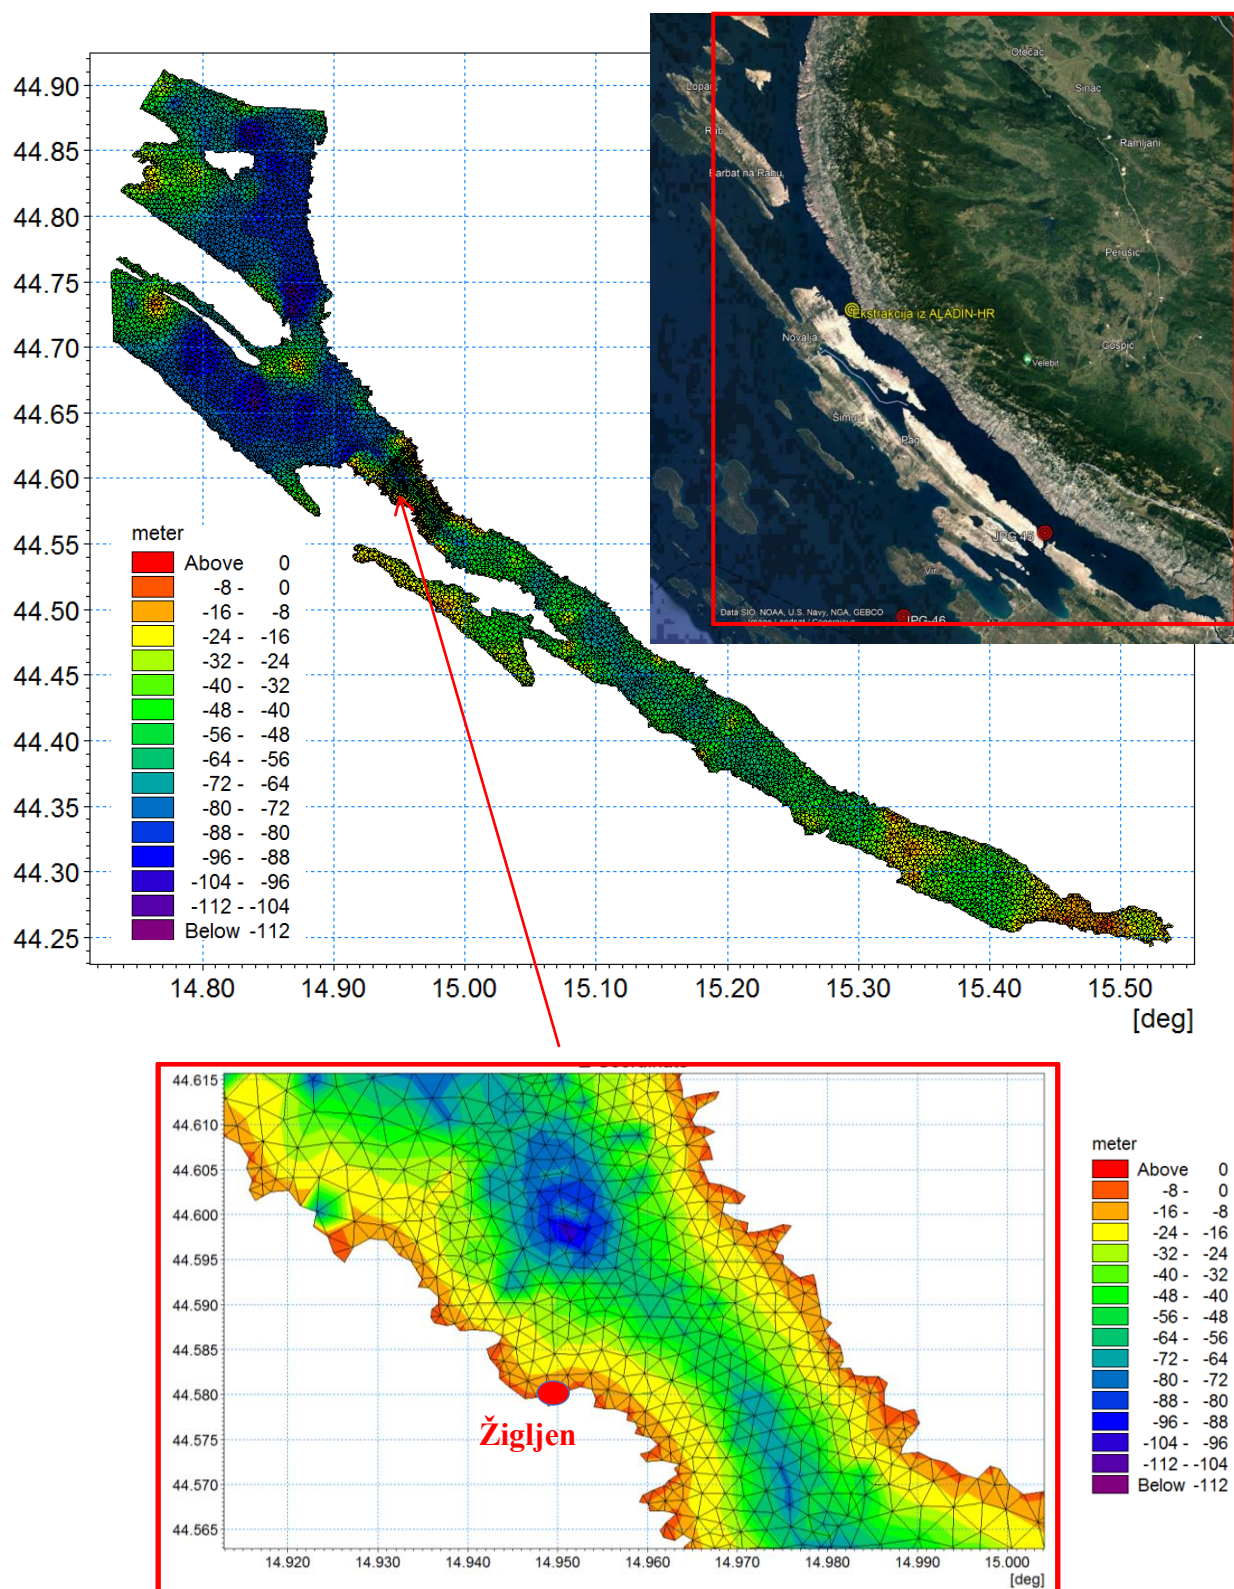 44.90
44.85
44.80
44.75
44.70
44.65
44.60
44.55
44.50
44.45
44.40
44.35
44.30
44.25
meter
Above 0
-8 - 0
-16 - -8
-24 - -16
-32 - -24
-40 - -32
-48 - -40
-56 - -48
-64 - -56
-72 - -64
-80 - -72
-88 - -80
-96 - -88
-104 - -96
-112 - -104
Below -112
14.80 14.90 15.00 15.10 15.20 15.30 15.40 15.50
[deg]
Otočac
Sinac
Lopar
Rab
Ramljani
Barbat na Rabu
Perušić
Ekstrakcija iz ALADIN-HR
Novalja
Gospić
Velebit
Šimuni
Pag
JPG-45
Vir
Data SIO, NOAA, U.S. Navy, NGA, GEBCO
Image Landsat / Copernicus
JPG-46
Z Coordinate
44.615
44.610
44.605
44.600
44.595
44.590
44.585
44.580
44.575
44.570
44.565
Žigljen
14.920 14.930 14.940 14.950 14.960 14.970 14.980 14.990 15.000
[deg]
meter
Above 0
-8 - 0
-16 - -8
-24 - -16
-32 - -24
-40 - -32
-48 - -40
-56 - -48
-64 - -56
-72 - -64
-80 - -72
-88 - -80
-96 - -88
-104 - -96
-112 - -104
Below -112